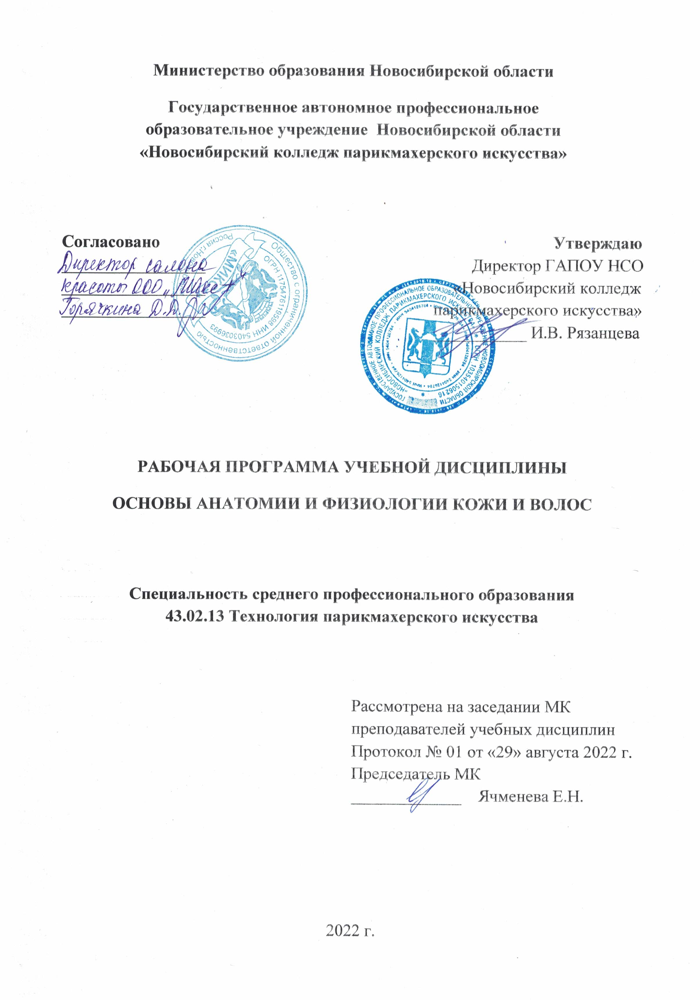 Министерство образования Новосибирской области
Государственное автономное профессиональное
образовательное учреждение Новосибирской области
«Новосибирский колледж парикмахерского искусства»
Согласовано
Директор салона
красоты ООО „Микс"
Горячкина Д.Д.
Общество с ограниченной ответственностью
Россия г.Ново
ОГРН 1175476119598 ИНН 5403036993
«МИКС
Утверждаю
Директор ГАПОУ НСО
«Новосибирский колледж
парикмахерского искусства»
И.В. Рязанцева
ГОСУДАРСТВЕННОЕ АВТОНОМНОЕ ПРОФЕССИОНАЛЬНОЕ ОБРАЗОВАТЕЛЬНОЕ УЧРЕЖДЕНИЕ НОВОСИБИРСКОЙ ОБЛАСТИ
«НОВОСИБИРСКИЙ КОЛЛЕДЖ ПАРИКМАХЕРСКОГО ИСКУССТВА» * ОГРН 1035401506216 *
ИНН 5404126784 • ИНН 5404126784
РАБОЧАЯ ПРОГРАММА УЧЕБНОЙ ДИСЦИПЛИНЫ
ОСНОВЫ АНАТОМИИ И ФИЗИОЛОГИИ КОЖИ И ВОЛОС
Специальность среднего профессионального образования
43.02.13 Технология парикмахерского искусства
Рассмотрена на заседании МК
преподавателей учебных дисциплин
Протокол № 01 от «29» августа 2022 г.
Председатель МК
Ячменева Е.Н.
2022 г.